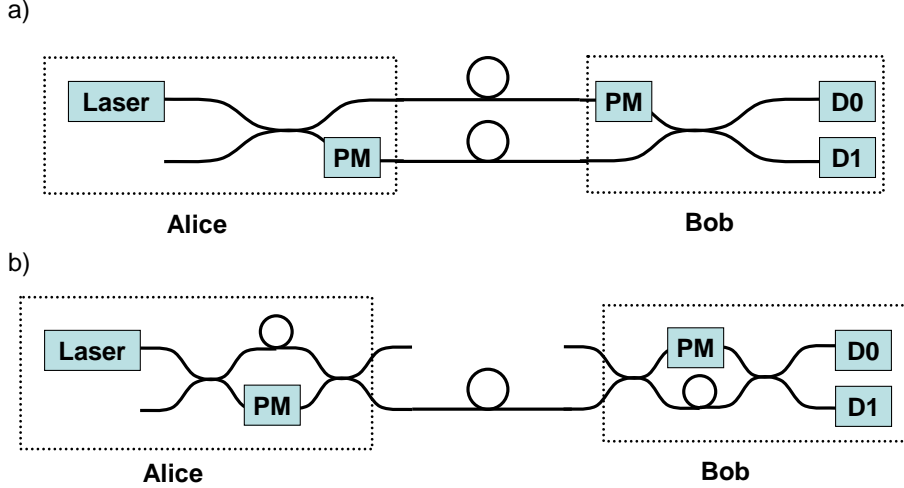 a)
Laser PM D0
PM D1
Alice Bob
b)
Laser PM D0
PM D1
Alice Bob